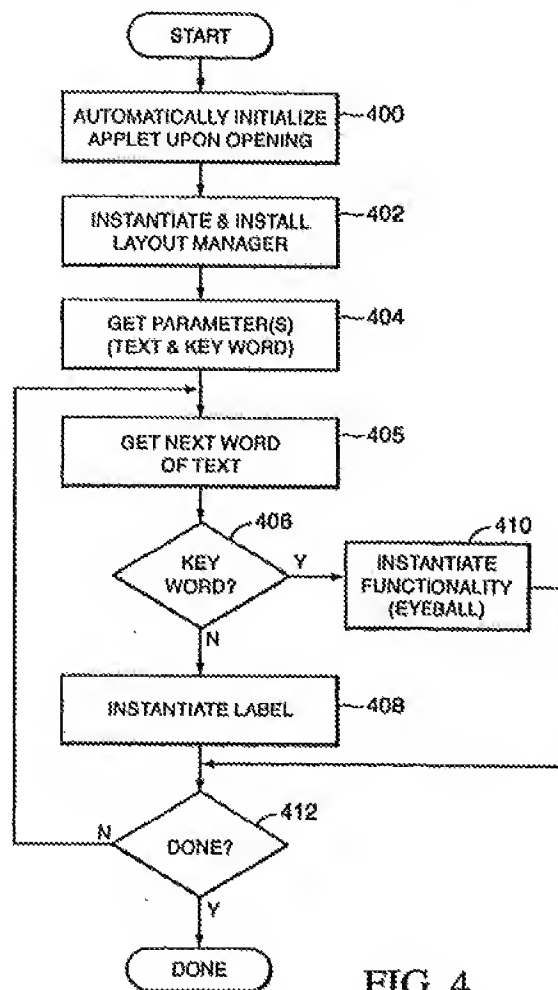 START
AUTOMATICALLY INITIALIZE
APPLET UPON OPENING
400
INSTANTIATE & INSTALL
LAYOUT MANAGER
402
GET PARAMETER(S)
(TEXT & KEY WORD)
404
GET NEXT WORD
OF TEXT
405
406
KEY
WORD?
Y
N
410
INSTANTIATE
FUNCTIONALITY
(EYEBALL)
INSTANTIATE LABEL
408
412
DONE?
N
Y
DONE
FIG. 4